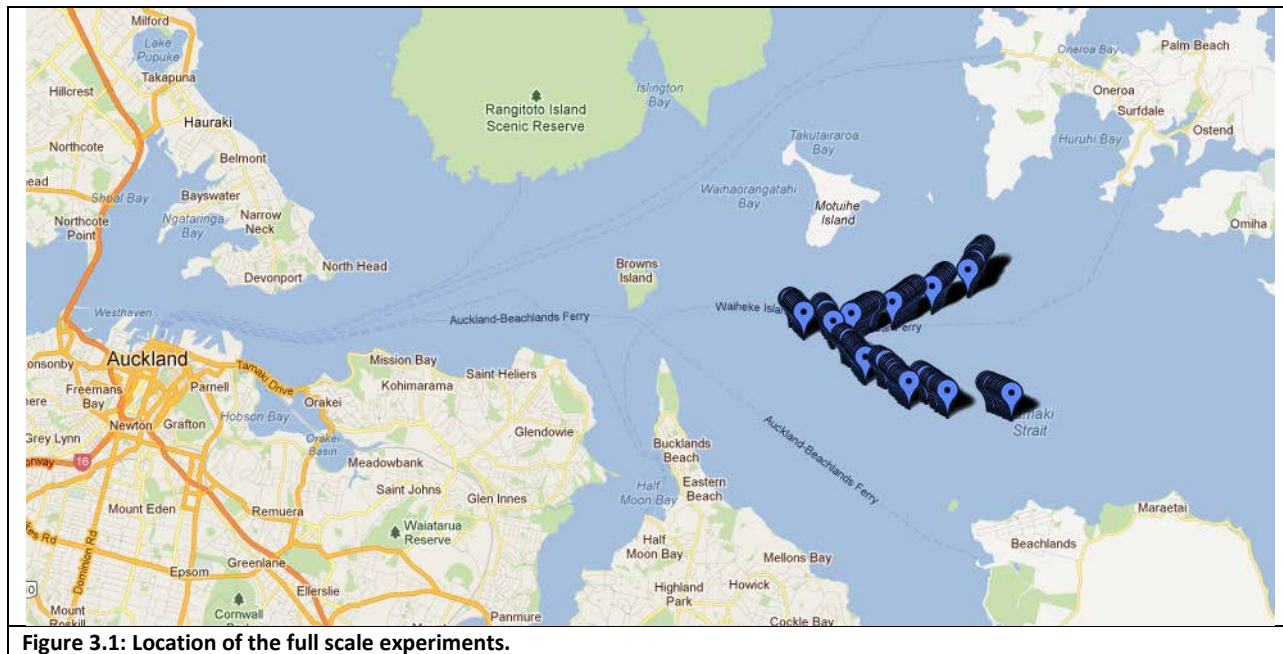 Milford
Lake
Pupuke
Takapuna
Hillcrest
Hauraki
Northcote
Belmont
Shoal Bay
Bayswater
Northcote
Point
Ngataringa
Bay
Narrow
Neck
Devonport
North Head
Westhaven
Rangitoto Island
Scenic Reserve
Islington
Bay
Browns
Island
Auckland-Beachlands Ferry
Waiheke Islan
Ferry
Takutairaroa
Bay
Waihaorangatahi
Bay
Motuihe
Island
Oneroa Bay
Palm Beach
Oneroa
Surfdale
Ostend
Huruhi Bay
Omiha
Auckland
onsonby
Freemans
Bay
Parnell
Tamaki Drive
Hobson Bay
Orakei
Orakei
Basin
Mission Bay
Kohimarama
Saint Heliers
Glendowie
Grey Lynn
Newton
Grafton
16
Meadowbank
Saint Johns
Glen Innes
Mount Eden
Remuera
Waiatarua
Reserve
Dominion Rd
Epsom
Greenlane
Ellerslie
Cornwall
Mount
Roskill
Panmure
Bucklands
Beach
Eastern
Beach
Half
Moon Bay
Half
Moon Bay
Mellons Bay
Highland
Park
Howick
Cockle Bay
Auckland-Beachlands Ferry
amaki
Strait
Beachlands
Maraetai
Figure 3.1: Location of the full scale experiments.